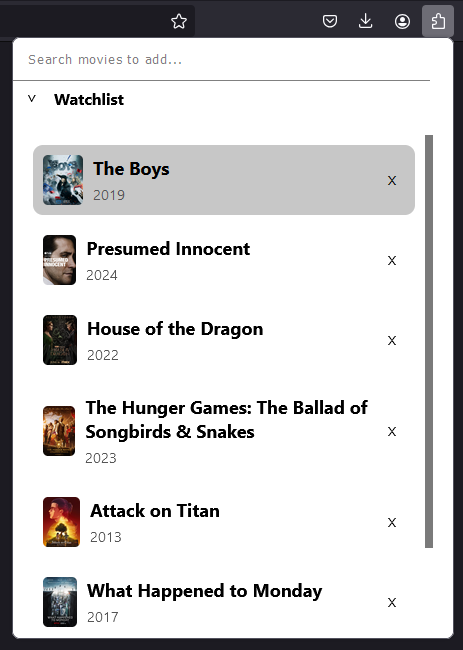 Search movies to add...
˅ Watchlist
The Boys
2019
X
Presumed Innocent
2024
X
House of the Dragon
2022
X
The Hunger Games: The Ballad of
Songbirds & Snakes
2023
X
Attack on Titan
2013
X
What Happened to Monday
2017
X